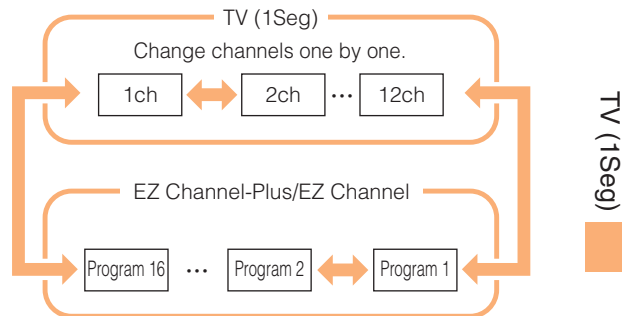 TV (1Seg)
Change channels one by one.
1ch 2ch ... 12ch
EZ Channel-Plus/EZ Channel
Program 16 ... Program 2 Program 1
TV (1Seg)